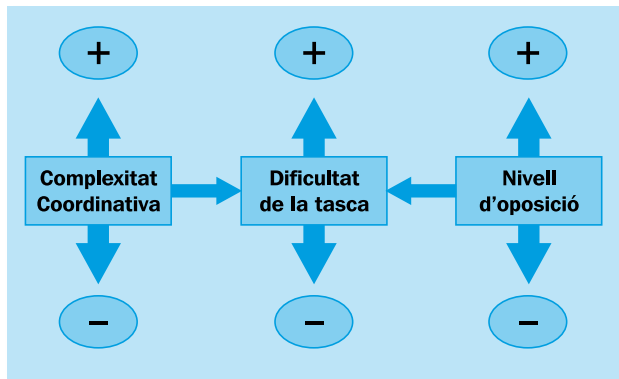 + + +
Complexitat
Coordinativa
Dificultat
de la tasca
Nivell
d'oposició
– – –